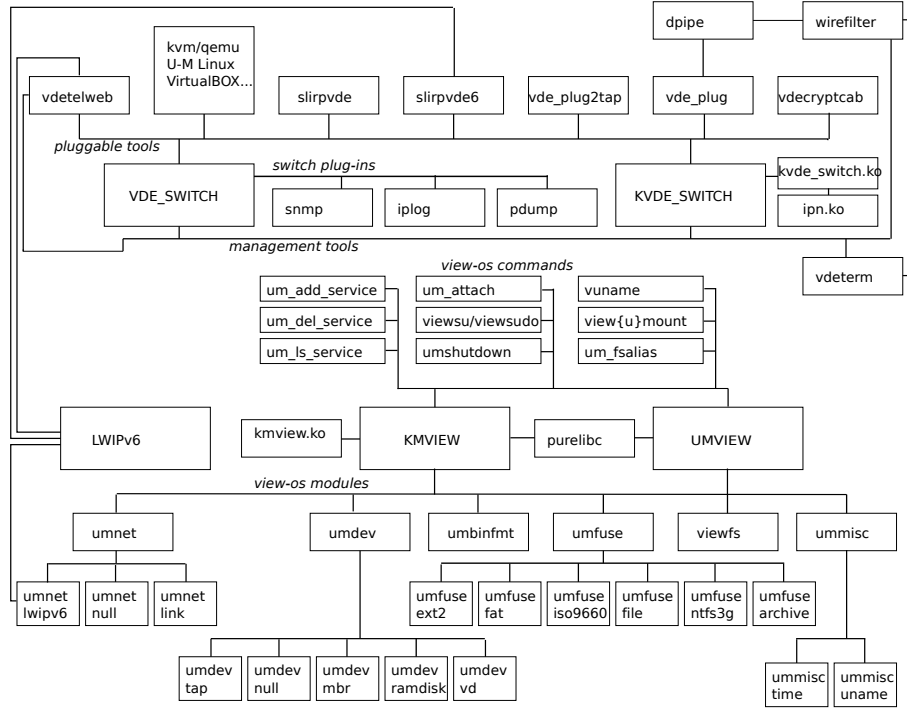 dpipe
wirefilter
kvm/qemu
U-M Linux
VirtualBOX...
vdetelweb
slirpvde
slirpvde6
vde_plug2tap
vde_plug
vdecryptcab
pluggable tools
switch plug-ins
VDE_SWITCH
KVDE_SWITCH
kvde_switch.ko
snmp
iplog
pdump
ipn.ko
management tools
vdeterm
view-os commands
um_add_service
um_attach
vuname
um_del_service
viewsu/viewsudo
view{u}mount
um_ls_service
umshutdown
um_fsalias
LWIPv6
kmview.ko
KMVIEW
purelibc
UMVIEW
view-os modules
umnet
umdev
umbinfmt
umfuse
viewfs
ummisc
umnet
lwipv6
umnet
null
umnet
link
umfuse
ext2
umfuse
fat
umfuse
iso9660
umfuse
file
umfuse
ntfs3g
umfuse
archive
umdev
tap
umdev
null
umdev
mbr
umdev
ramdisk
umdev
vd
ummisc
time
ummisc
uname